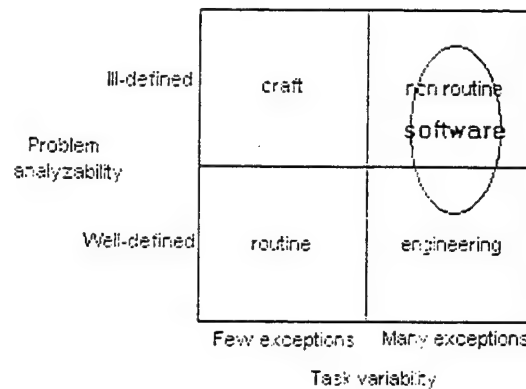 Ill-defined
craft
non routine
software
Problem
analyzability
Well-defined
routine
engineering
Few exceptions
Many exceptions
Task variability